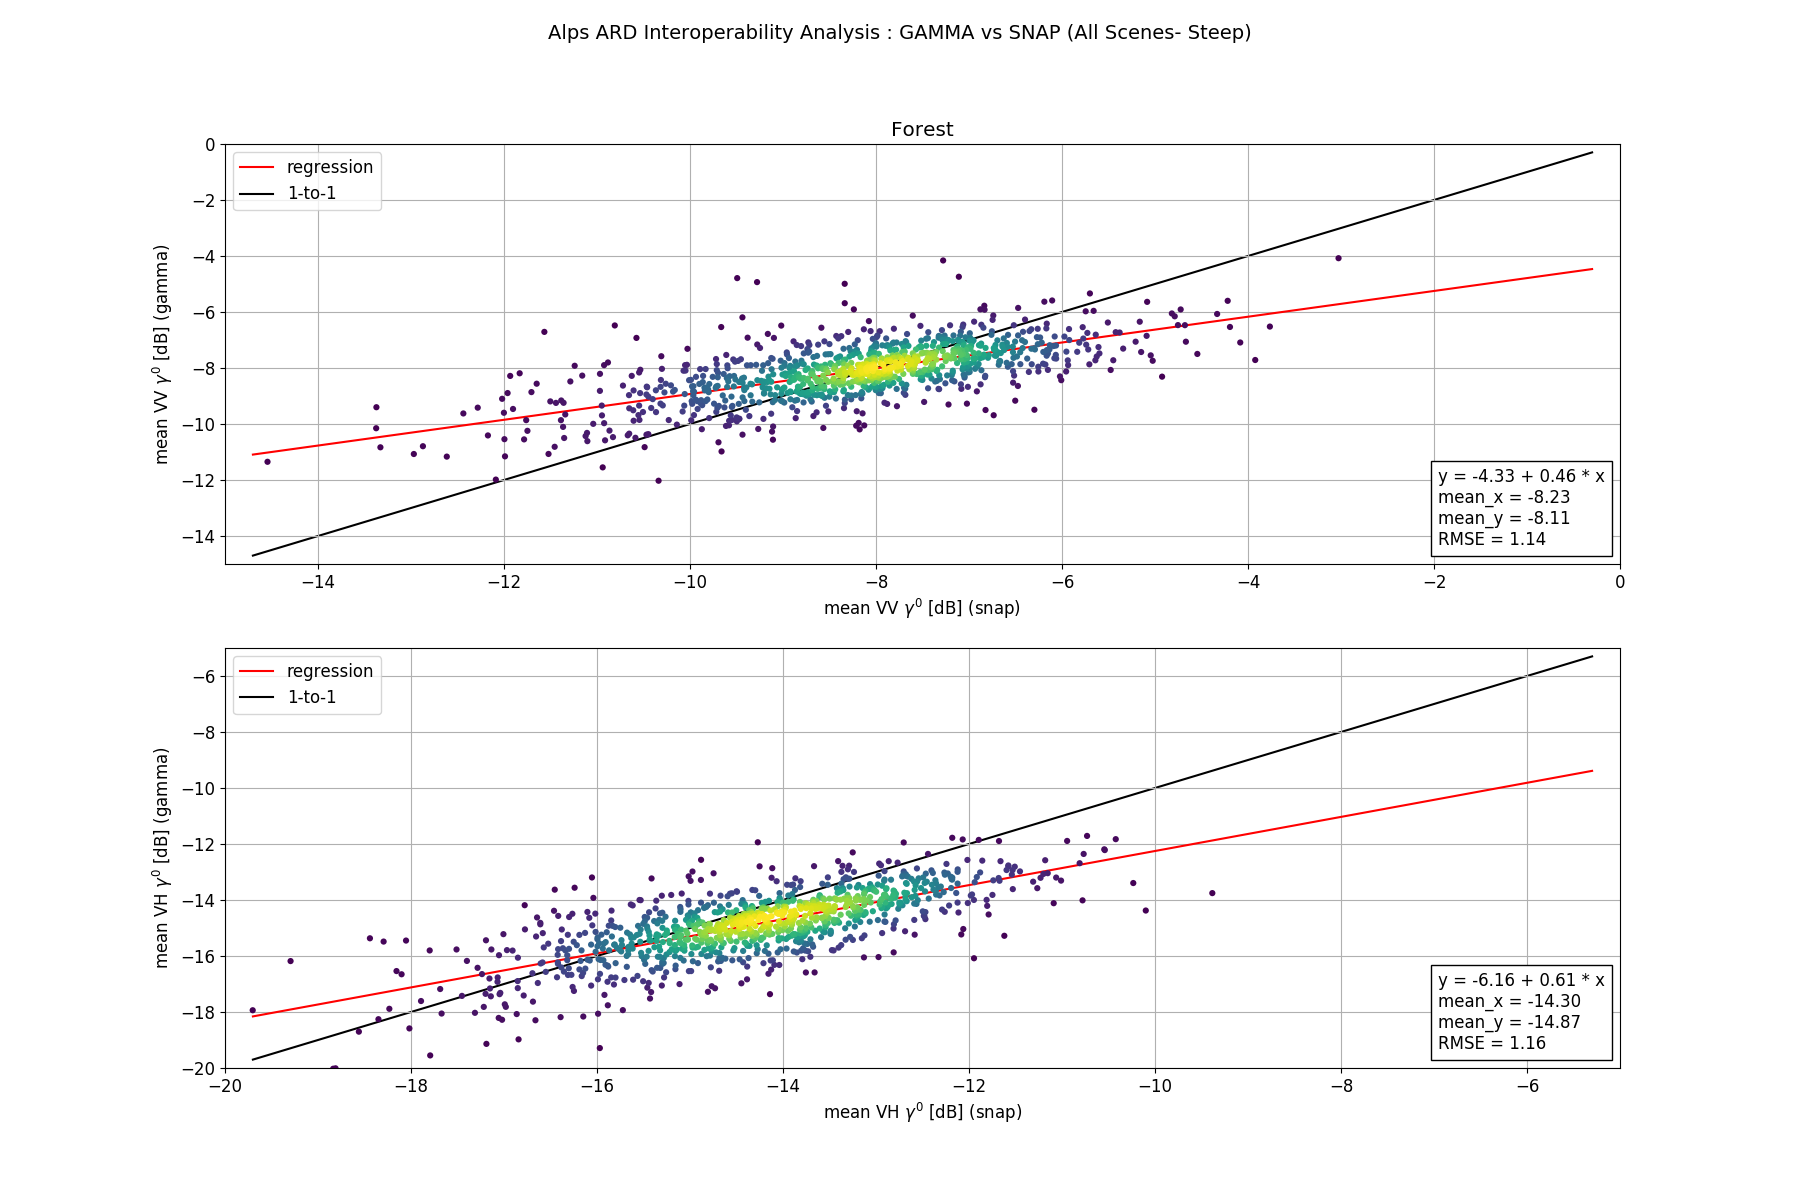 Alps ARD Interoperability Analysis : GAMMA vs SNAP (All Scenes- Steep)
Forest
regression
1-to-1
mean VV γ⁰ [dB] (gamma)
0
−2
−4
−6
−8
−10
−12
−14
y = -4.33 + 0.46 * x
mean_x = -8.23
mean_y = -8.11
RMSE = 1.14
−14 −12 −10 −8 −6 −4 −2 0
mean VV γ⁰ [dB] (snap)
regression
1-to-1
mean VH γ⁰ [dB] (gamma)
−6
−8
−10
−12
−14
−16
−18
−20
y = -6.16 + 0.61 * x
mean_x = -14.30
mean_y = -14.87
RMSE = 1.16
−20 −18 −16 −14 −12 −10 −8 −6
mean VH γ⁰ [dB] (snap)